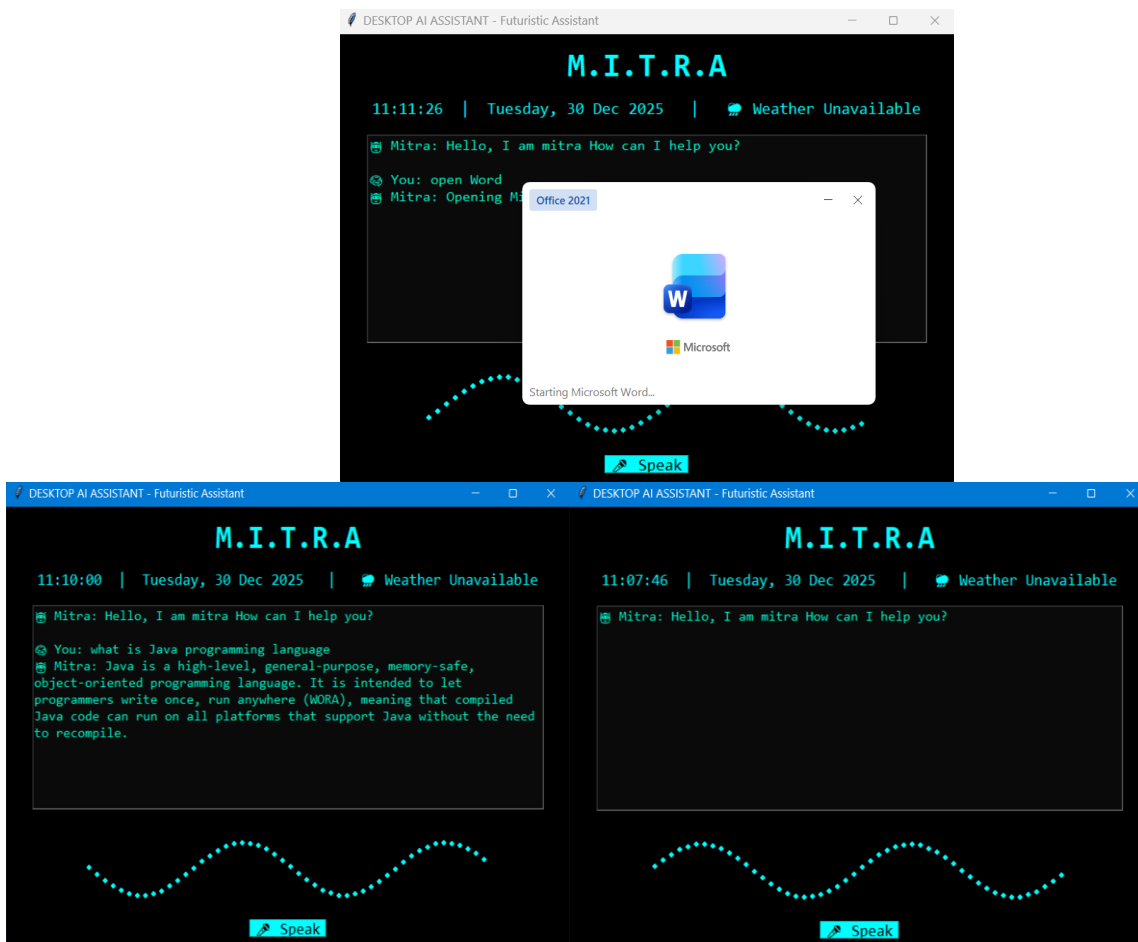 DESKTOP AI ASSISTANT - Futuristic Assistant
M.I.T.R.A
11:11:26 | Tuesday, 30 Dec 2025 | Weather Unavailable
Mitra: Hello, I am mitra How can I help you?
You: open Word
Mitra: Opening Mi
Office 2021
W
Microsoft
Starting Microsoft Word...
Speak
DESKTOP AI ASSISTANT - Futuristic Assistant
M.I.T.R.A
11:10:00 | Tuesday, 30 Dec 2025 | Weather Unavailable
Mitra: Hello, I am mitra How can I help you?
You: what is Java programming language
Mitra: Java is a high-level, general-purpose, memory-safe,
object-oriented programming language. It is intended to let
programmers write once, run anywhere (WORA), meaning that compiled
Java code can run on all platforms that support Java without the need
to recompile.
Speak
DESKTOP AI ASSISTANT - Futuristic Assistant
M.I.T.R.A
11:07:46 | Tuesday, 30 Dec 2025 | Weather Unavailable
Mitra: Hello, I am mitra How can I help you?
Speak